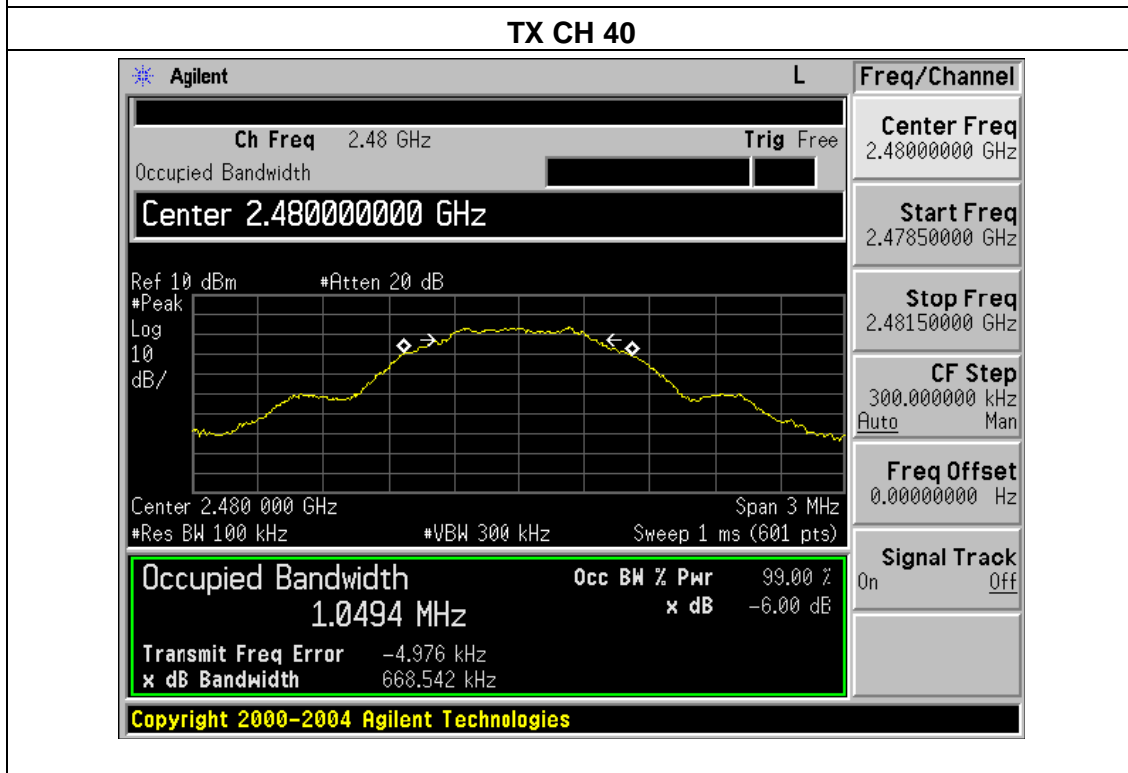 TX CH 40
Agilent L Freq/Channel
Ch Freq 2.48 GHz Trig Free
Occupied Bandwidth
Center 2.480000000 GHz
Ref 10 dBm #Atten 20 dB
#Peak
Log
10
dB/
Center 2.480 000 GHz Span 3 MHz
#Res BW 100 kHz #VBW 300 kHz Sweep 1 ms (601 pts)
Occupied Bandwidth Occ BW % Pwr 99.00 %
1.0494 MHz x dB -6.00 dB
Transmit Freq Error -4.976 kHz
x dB Bandwidth 668.542 kHz
Copyright 2000-2004 Agilent Technologies
Center Freq
2.48000000 GHz
Start Freq
2.47850000 GHz
Stop Freq
2.48150000 GHz
CF Step
300.000000 kHz
Auto Man
Freq Offset
0.00000000 Hz
Signal Track
On Off